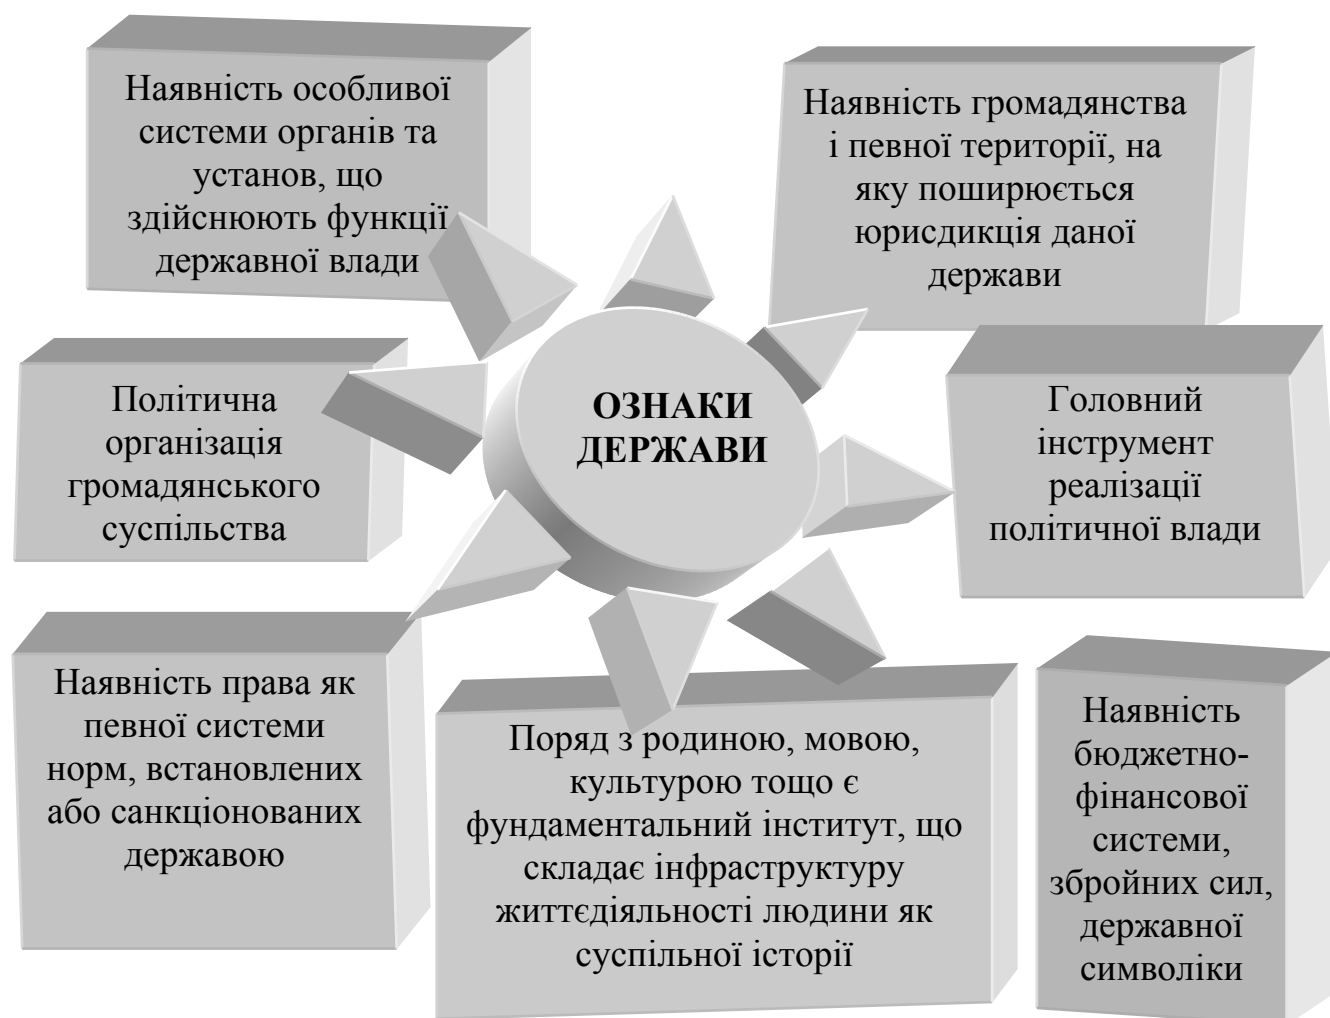 Наявність особливої
системи органів та
установ, що
здійснюють функції
державної влади
Наявність громадянства
і певної території, на
яку поширюється
юрисдикція даної
держави
Політична
організація
громадянського
суспільства
ОЗНАКИ
ДЕРЖАВИ
Головний
інструмент
реалізації
політичної влади
Наявність права як
певної системи
норм, встановлених
або санкціонованих
державою
Поряд з родиною, мовою,
культурою тощо є
фундаментальний інститут, що
складає інфраструктуру
життєдіяльності людини як
суспільної історії
Наявність
бюджетно-
фінансової
системи,
збройних сил,
державної
символіки